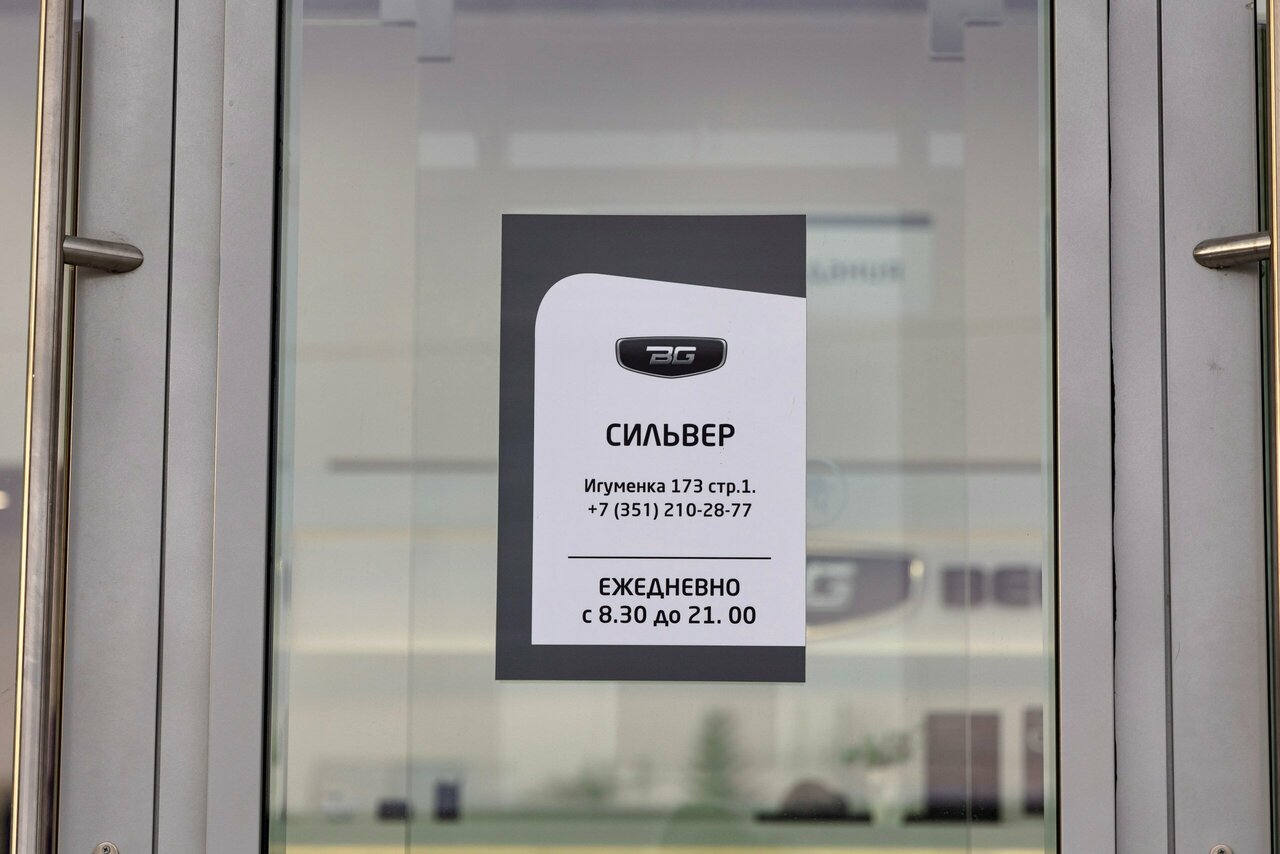 BG
СИЛЬВЕР
Игуменка 173 стр.1.
+7 (351) 210-28-77
ЕЖЕДНЕВНО
с 8.30 до 21. 00